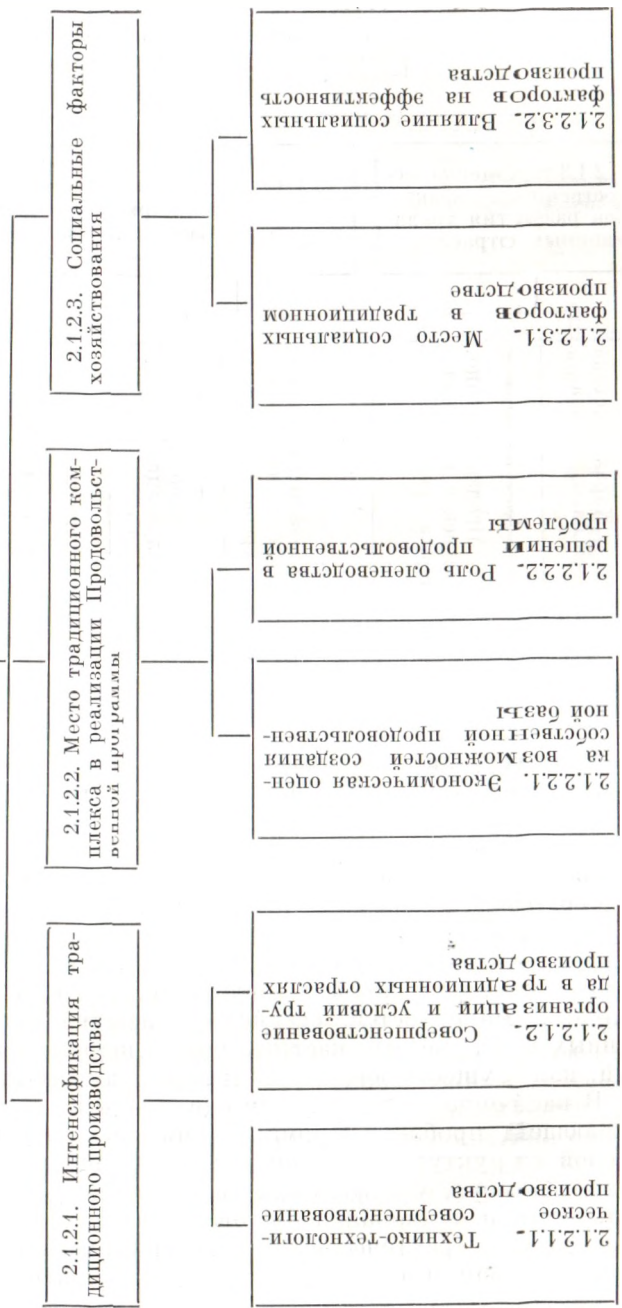 2.1.2.1. Интенсификация тра-
диционного производства
2.1.2.2. Место традиционного ком-
плекса в реализации Продовольст-
венной программы
2.1.2.3. Социальные факторы
хозяйствования
2.1.2.1.1. Технико-технологи-
ческое совершенствование
производства
2.1.2.1.2. Совершенствование
организации и условий тру-
да в традиционных отраслях
производства
2.1.2.2.1. Экономическая оцен-
ка возможностей создания
собственной продовольствен-
ной базы
2.1.2.2.2. Роль оленеводства в
решении продовольственной
проблемы
2.1.2.3.1. Место социальных
факторов в традиционном
производстве
2.1.2.3.2. Влияние социальных
факторов на эффективность
производства